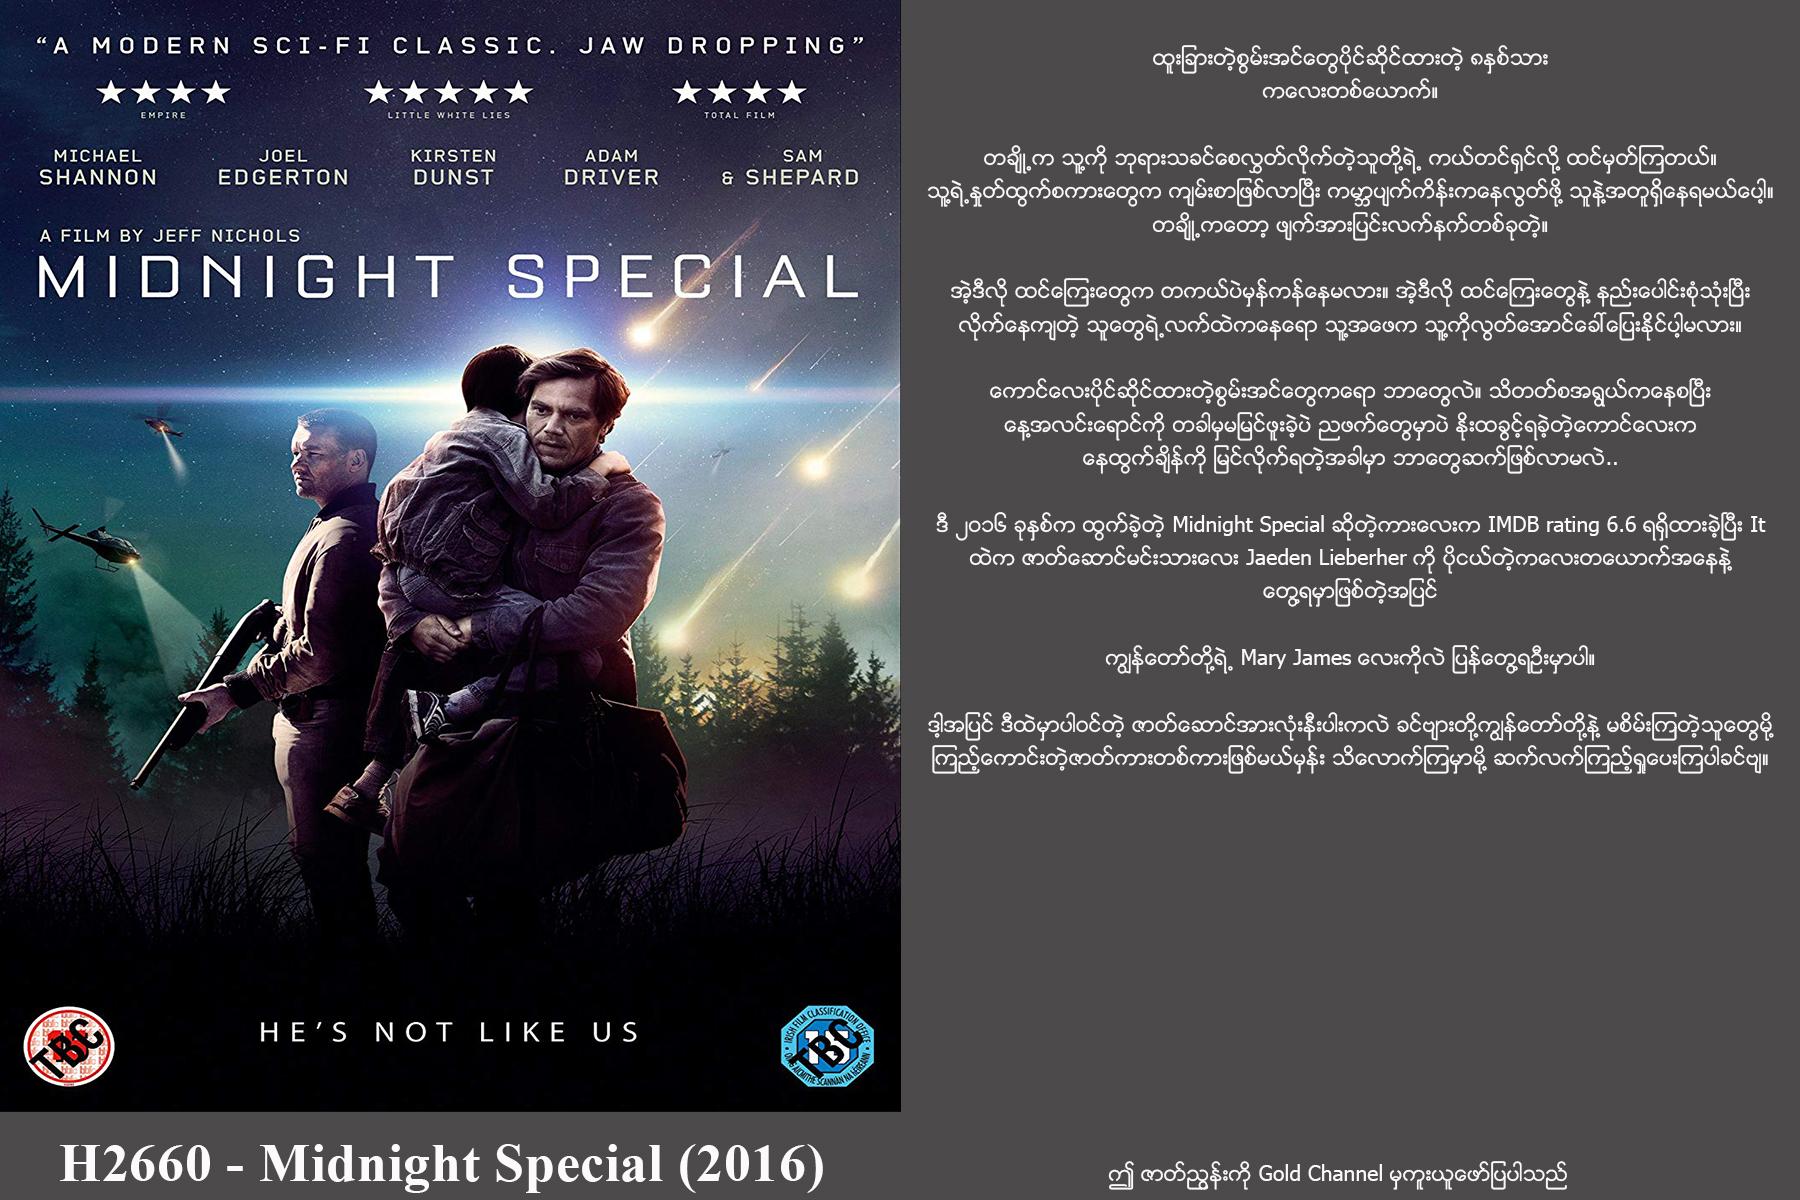 “A MODERN SCI-FI CLASSIC. JAW DROPPING”
★★★★ ★★★★★ ★★★★
EMPIRE LITTLE WHITE LIES TOTAL FILM
MICHAEL SHANNON
JOEL EDGERTON
KIRSTEN DUNST
ADAM DRIVER
SAM & SHEPARD
A FILM BY JEFF NICHOLS
MIDNIGHT SPECIAL
HE’S NOT LIKE US
TBC
IRISH FILM CLASSIFICATION OFFICE
TBC
H2660 - Midnight Special (2016)
ထူးခြားတဲ့စွမ်းအင်တွေပိုင်ဆိုင်ထားတဲ့ ၈နှစ်သား
ကလေးတစ်ယောက်။
တချို့က သူ့ကို ဘုရားသခင်စေလွှတ်လိုက်တဲ့သူတို့ရဲ့ ကယ်တင်ရှင်လို့ ထင်မှတ်ကြတယ်။
သူ့ရဲ့နှုတ်ထွက်စကားတွေက ကျမ်းစာဖြစ်လာပြီး ကမ္ဘာပျက်ကိန်းကနေလွတ်ဖို့ သူနဲ့အတူရှိနေရမယ်ပေါ့။
တချို့ကတော့ ဖျက်အားပြင်းလက်နက်တစ်ခုတဲ့။
အဲ့ဒီလို ထင်ကြေးတွေက တကယ်ပဲမှန်ကန်နေမလား။ အဲ့ဒီလို ထင်ကြေးတွေနဲ့ နည်းပေါင်းစုံသုံးပြီး
လိုက်နေကျတဲ့ သူတွေရဲ့လက်ထဲကနေရော သူ့အဖေက သူ့ကိုလွတ်အောင်ခေါ်ပြေးနိုင်ပါ့မလား။
ကောင်လေးပိုင်ဆိုင်ထားတဲ့စွမ်းအင်တွေကရော ဘာတွေလဲ။ သိတတ်စအရွယ်ကနေစပြီး
နေ့အလင်းရောင်ကို တခါမှမမြင်ဖူးခဲ့ပဲ ညဖက်တွေမှာပဲ နိုးထခွင့်ရခဲ့တဲ့ကောင်လေးက
နေထွက်ချိန်ကို မြင်လိုက်ရတဲ့အခါမှာ ဘာတွေဆက်ဖြစ်လာမလဲ..
ဒီ ၂၀၁၆ ခုနှစ်က ထွက်ခဲ့တဲ့ Midnight Special ဆိုတဲ့ကားလေးက IMDB rating 6.6 ရရှိထားခဲ့ပြီး It
ထဲက ဇာတ်ဆောင်မင်းသားလေး Jaeden Lieberher ကို ပိုငယ်တဲ့ကလေးတယောက်အနေနဲ့
တွေ့ရမှာဖြစ်တဲ့အပြင်
ကျွန်တော်တို့ရဲ့ Mary James လေးကိုလဲ ပြန်တွေ့ရဦးမှာပါ။
ဒါ့အပြင် ဒီထဲမှာပါဝင်တဲ့ ဇာတ်ဆောင်အားလုံးနီးပါးကလဲ ခင်ဗျားတို့ကျွန်တော်တို့နဲ့ မစိမ်းကြတဲ့သူတွေမို့
ကြည့်ကောင်းတဲ့ဇာတ်ကားတစ်ကားဖြစ်မယ်မှန်း သိလောက်ကြမှာမို့ ဆက်လက်ကြည့်ရှုပေးကြပါခင်ဗျ။
ဤ ဇာတ်ညွန်းကို Gold Channel မှကူးယူဖော်ပြပါသည်